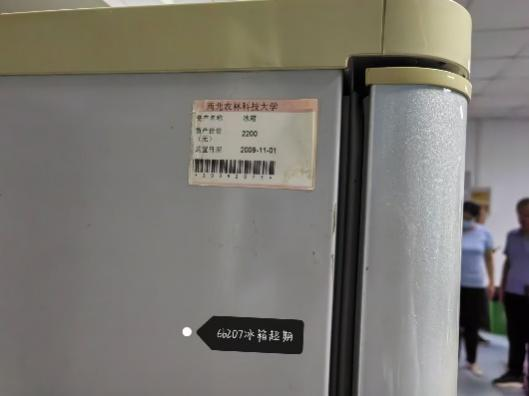 西北农林科技大学
资产名称 冰箱
资产价值 2200
(元)
购置日期 2009-11-01
6b207冰箱超期